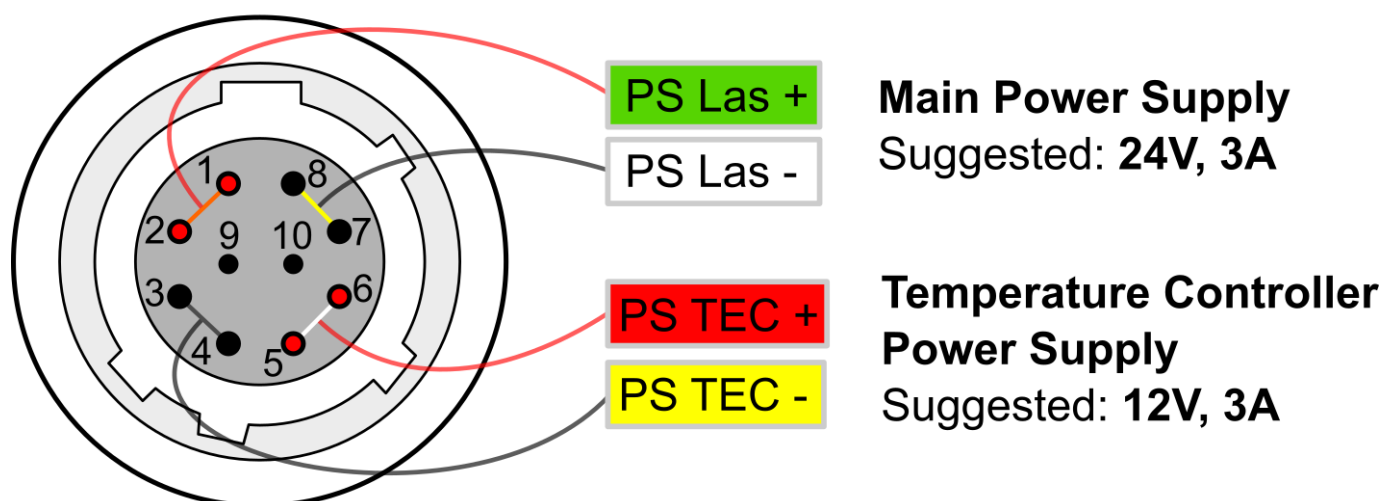 1
8
2
9
10
7
3
6
4
5
PS Las +
PS Las -
PS TEC +
PS TEC -
Main Power Supply
Suggested: 24V, 3A
Temperature Controller
Power Supply
Suggested: 12V, 3A